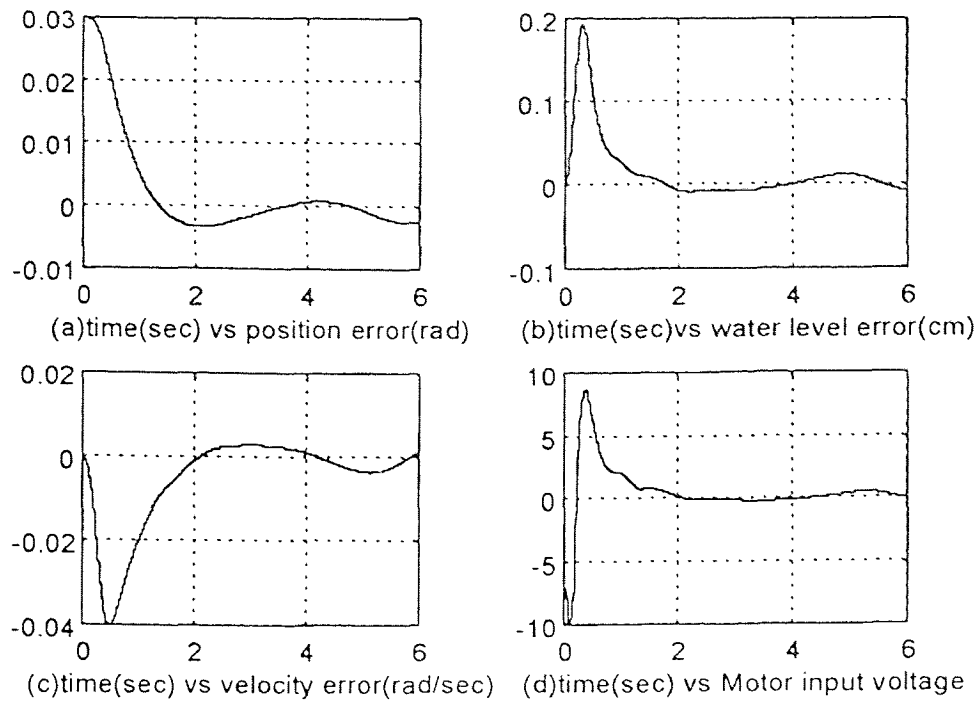 0.03
0.02
0.01
0
-0.01
0 2 4 6
(a)time(sec) vs position error(rad)
0.2
0.1
0
-0.1
0 2 4 6
(b)time(sec)vs water level error(cm)
0.02
0
-0.02
-0.04
0 2 4 6
(c)time(sec) vs velocity error(rad/sec)
10
5
0
-5
-10
0 2 4 6
(d)time(sec) vs Motor input voltage